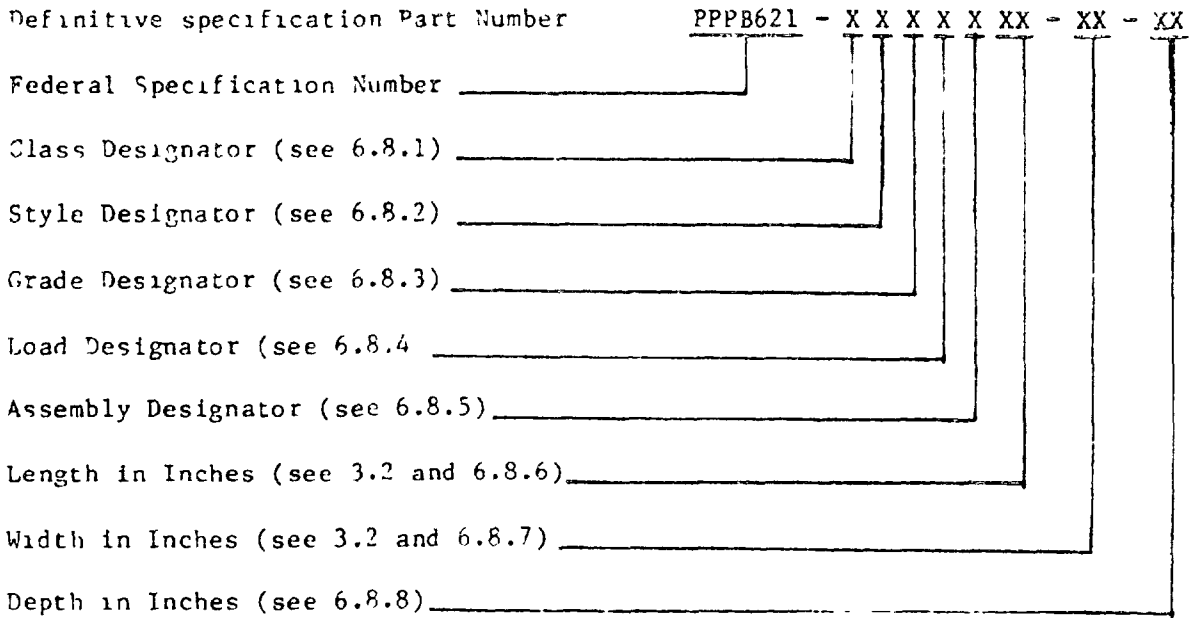 Definitive specification Part Number PPPB621 - X X X X X XX - XX - XX
Federal Specification Number
Class Designator (see 6.8.1)
Style Designator (see 6.8.2)
Grade Designator (see 6.8.3)
Load Designator (see 6.8.4
Assembly Designator (see 6.8.5)
Length in Inches (see 3.2 and 6.8.6)
Width in Inches (see 3.2 and 6.8.7)
Depth in Inches (see 6.8.8)